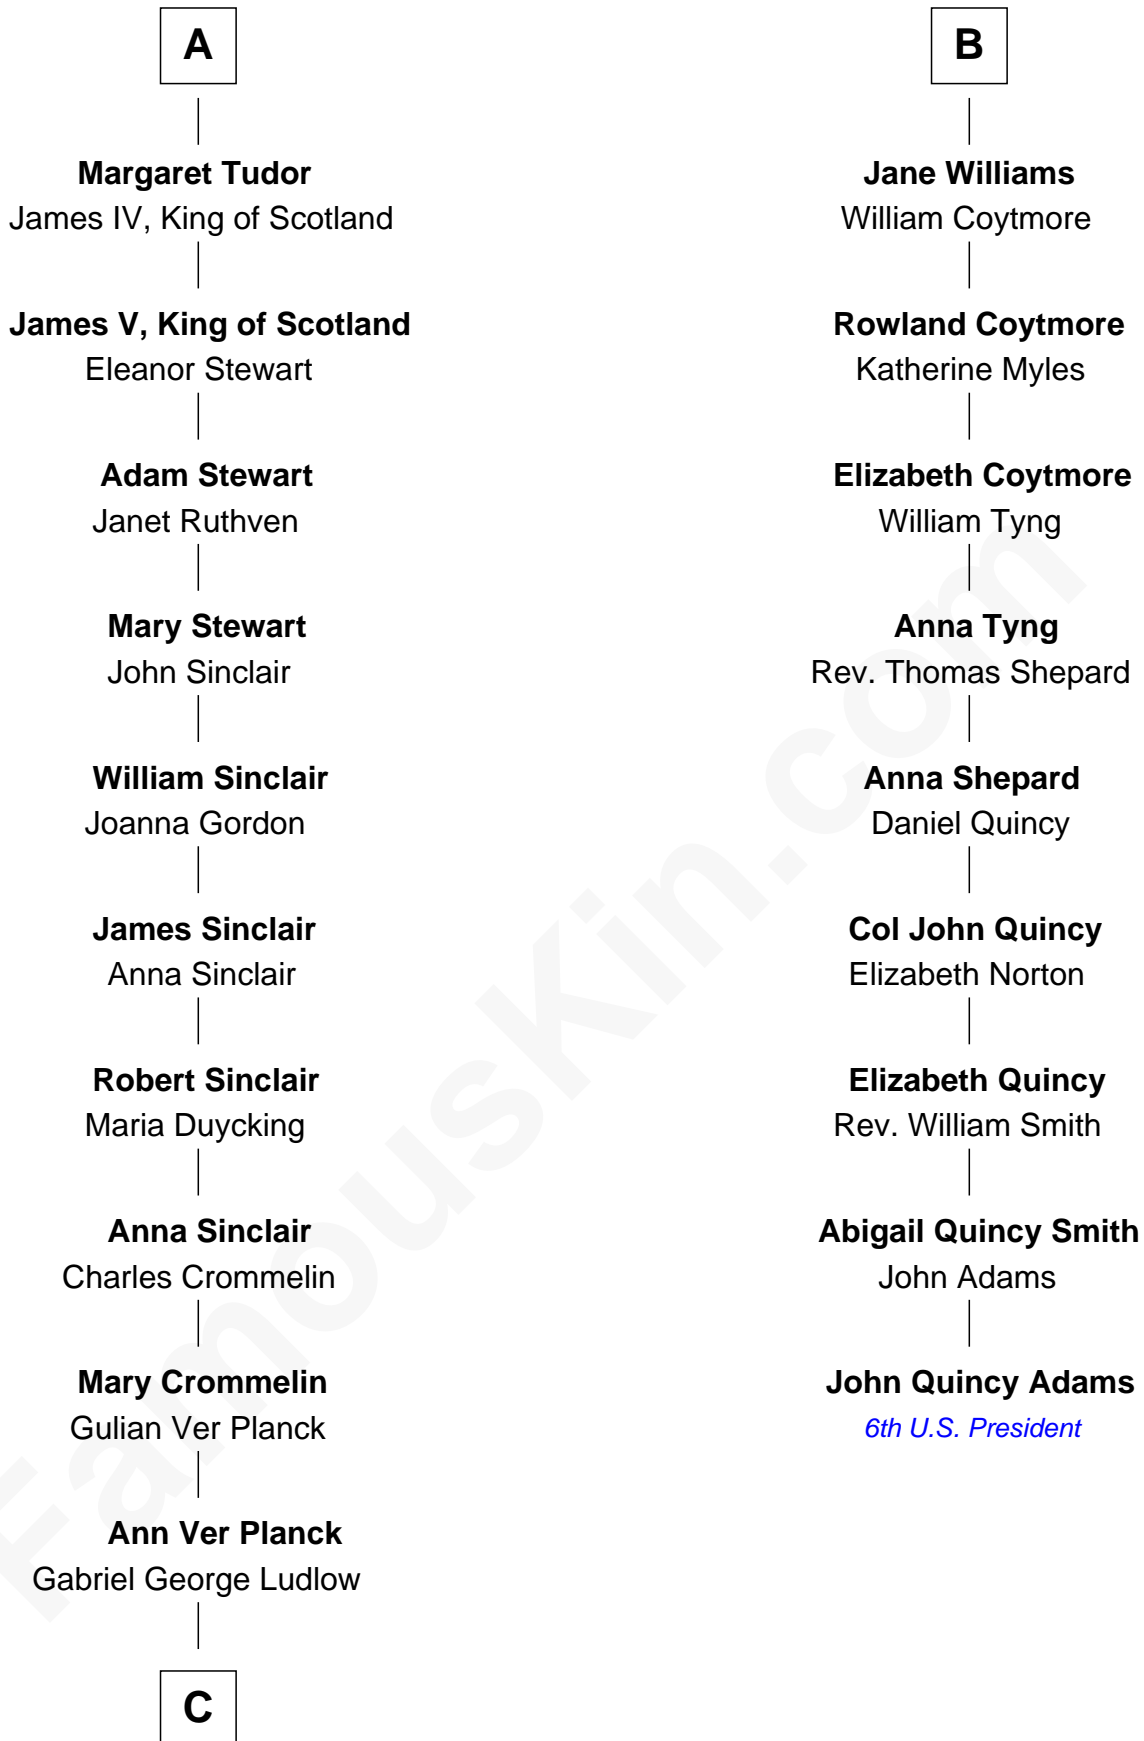 A
Margaret Tudor
James IV, King of Scotland
James V, King of Scotland
Eleanor Stewart
Adam Stewart
Janet Ruthven
Mary Stewart
John Sinclair
William Sinclair
Joanna Gordon
James Sinclair
Anna Sinclair
Robert Sinclair
Maria Duycking
Anna Sinclair
Charles Crommelin
Mary Crommelin
Gulian Ver Planck
Ann Ver Planck
Gabriel George Ludlow
C
B
Jane Williams
William Coytmore
Rowland Coytmore
Katherine Myles
Elizabeth Coytmore
William Tyng
Anna Tyng
Rev. Thomas Shepard
Anna Shepard
Daniel Quincy
Col John Quincy
Elizabeth Norton
Elizabeth Quincy
Rev. William Smith
Abigail Quincy Smith
John Adams
John Quincy Adams
6th U.S. President
FamousKin.com